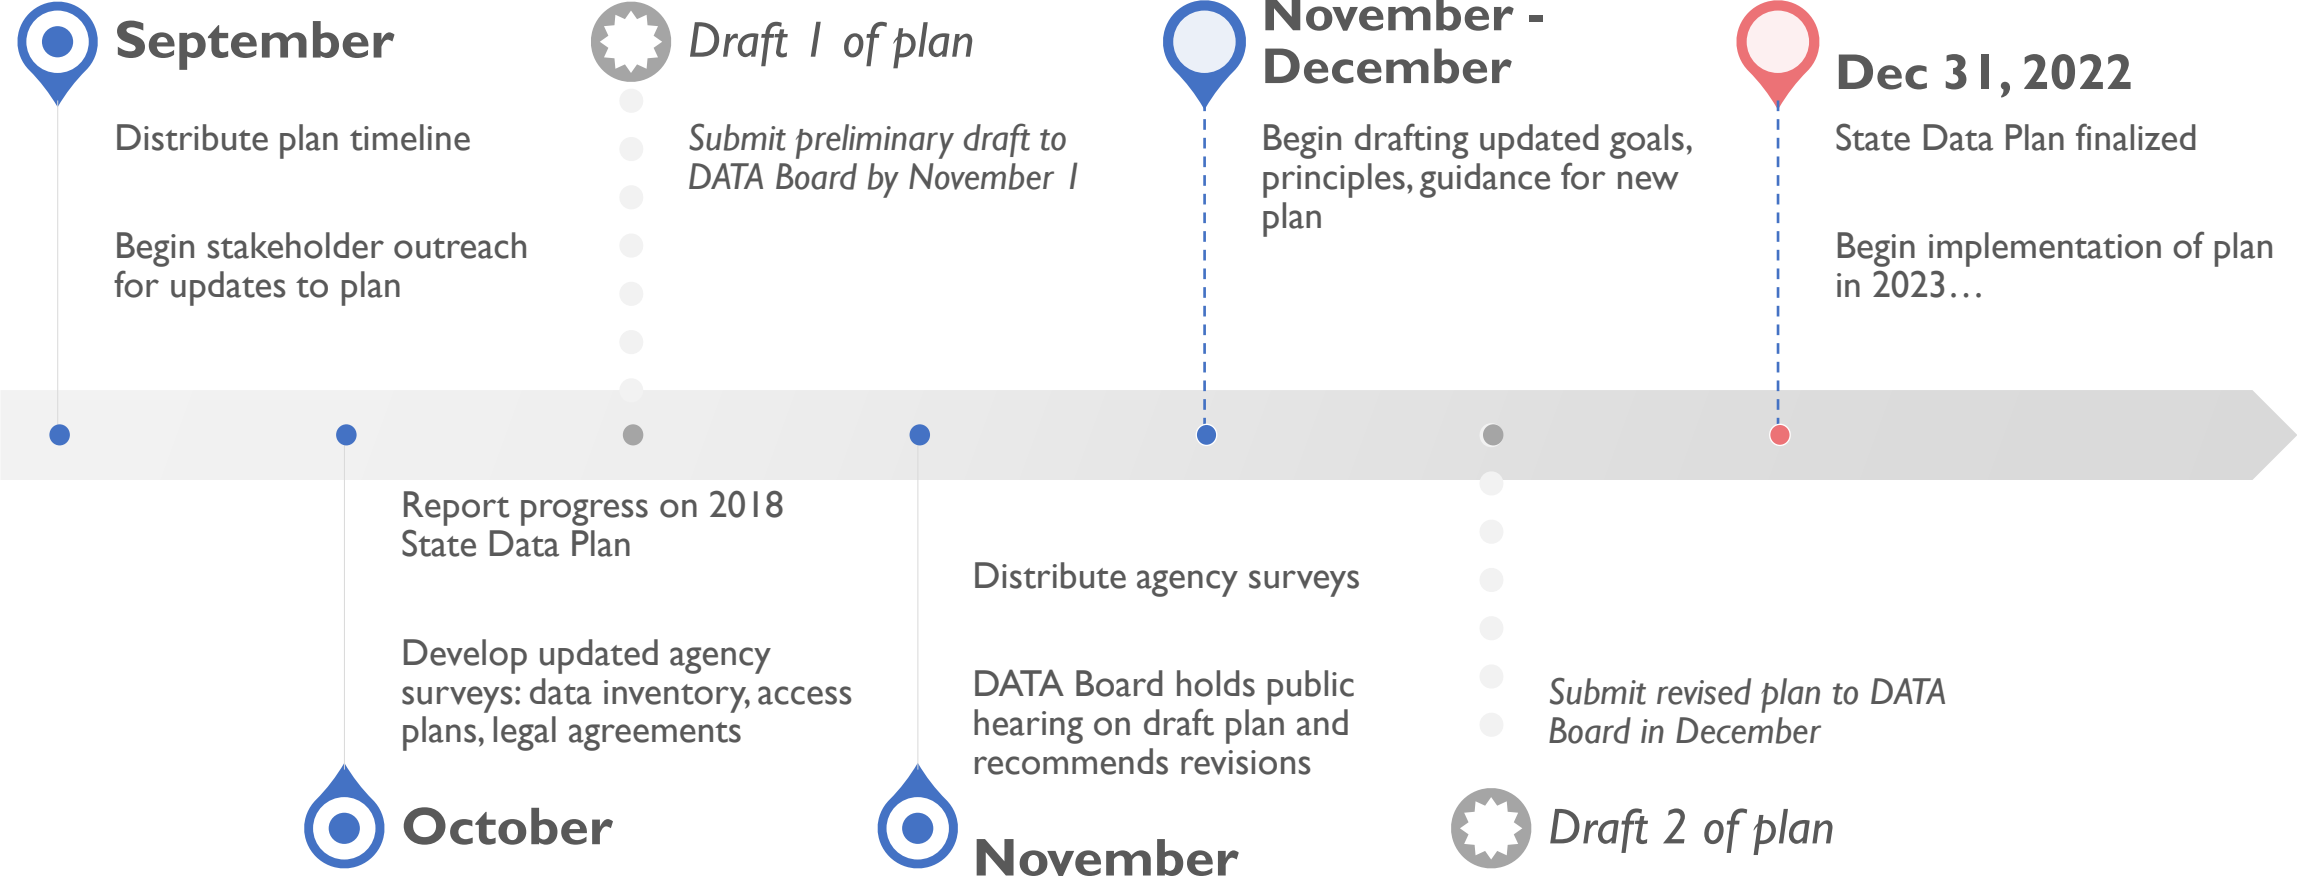 September
Distribute plan timeline
Begin stakeholder outreach
for updates to plan
Draft 1 of plan
Submit preliminary draft to
DATA Board by November 1
November -
December
Begin drafting updated goals,
principles, guidance for new
plan
Dec 31, 2022
State Data Plan finalized
Begin implementation of plan
in 2023...
Report progress on 2018
State Data Plan
Develop updated agency
surveys: data inventory, access
plans, legal agreements
October
Distribute agency surveys
DATA Board holds public
hearing on draft plan and
recommends revisions
November
Submit revised plan to DATA
Board in December
Draft 2 of plan